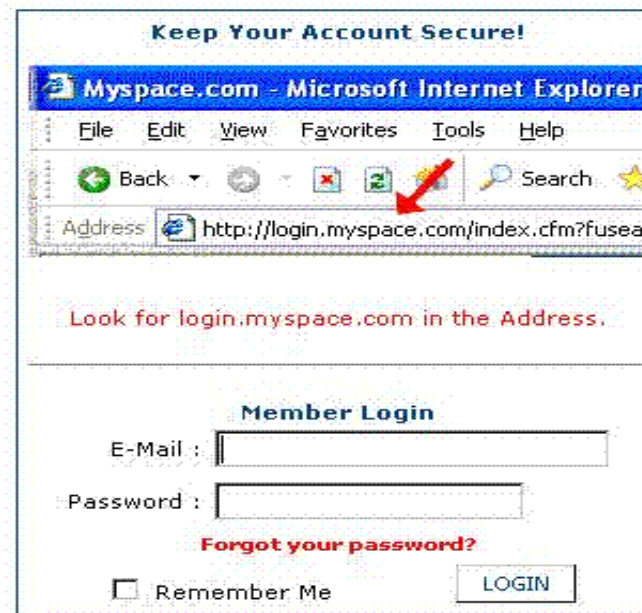 Keep Your Account Secure!
Myspace.com - Microsoft Internet Explorer
File Edit View Favorites Tools Help
Back Search
Address http://login.myspace.com/index.cfm?fusea
Look for login.myspace.com in the Address.
Member Login
E-Mail :
Password :
Forgot your password?
Remember Me LOGIN